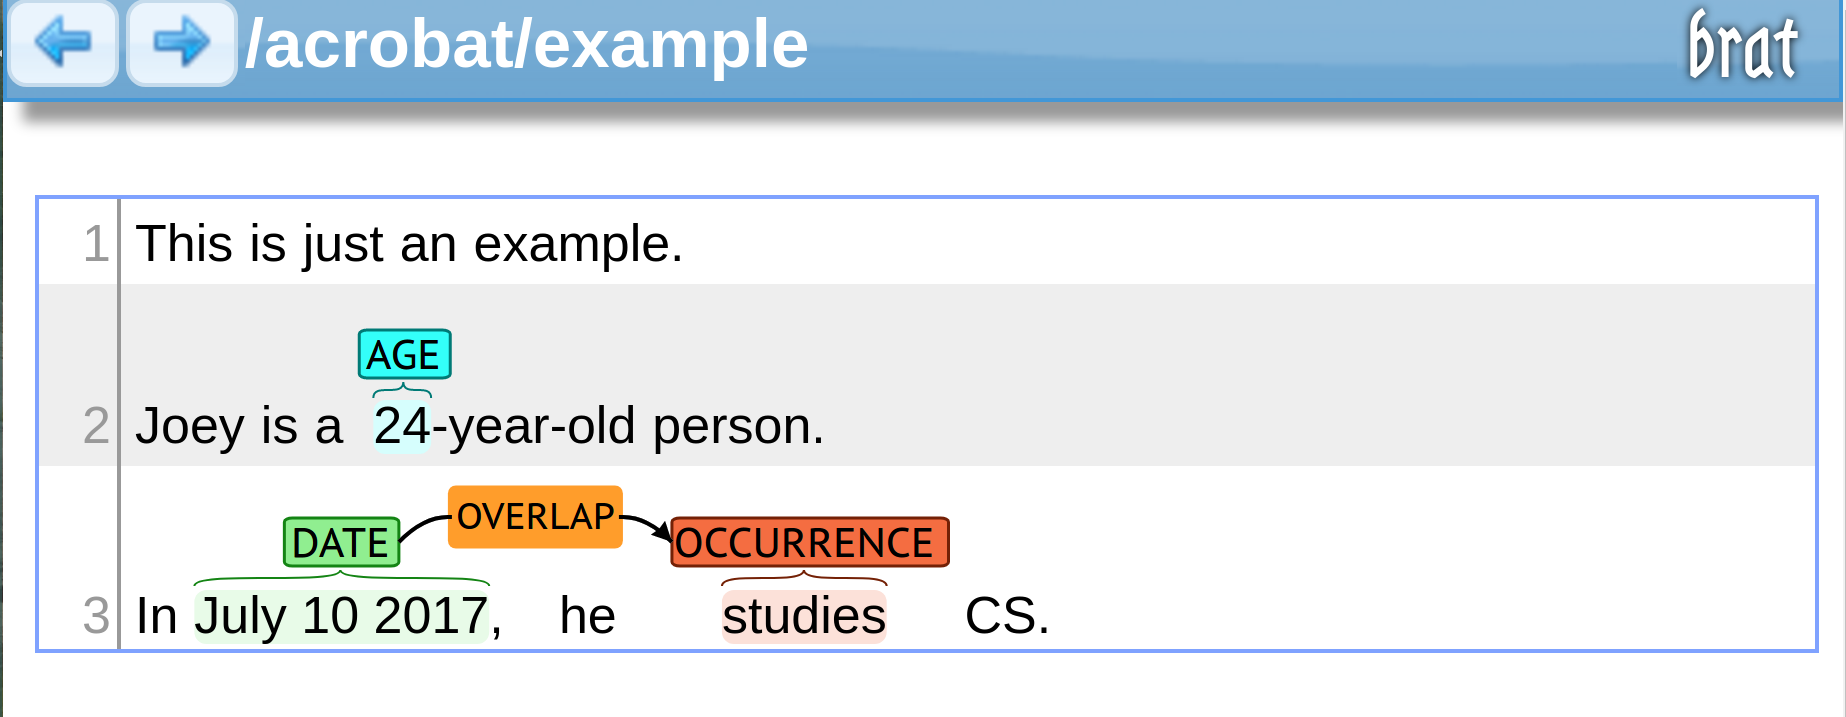 /acrobat/example
brat
1 This is just an example.
AGE
2 Joey is a 24-year-old person.
DATE OVERLAP OCCURRENCE
3 In July 10 2017, he studies CS.